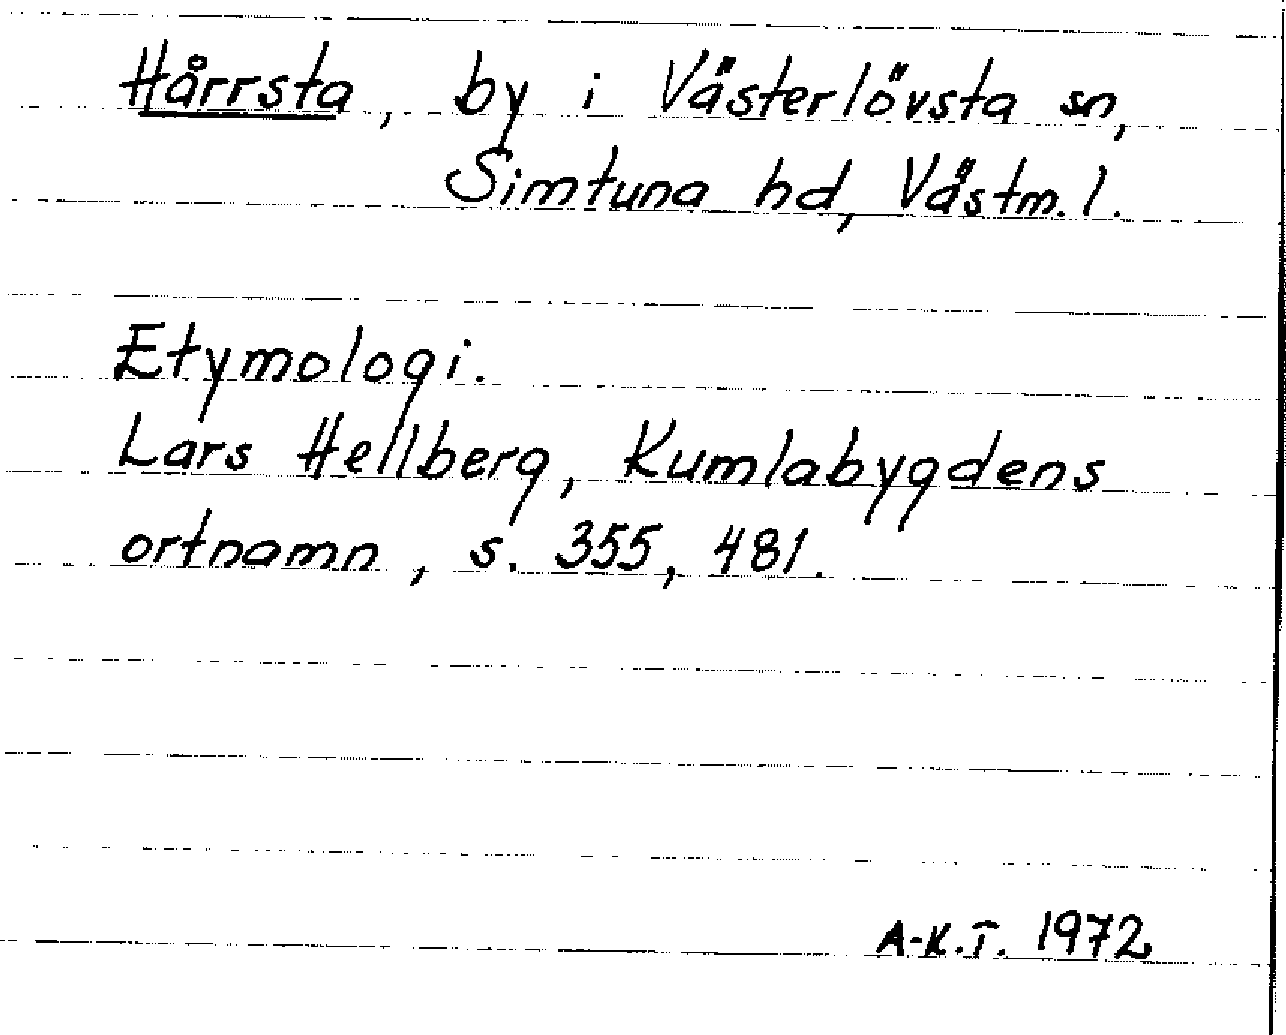 Hårrsta, by i Västerlövsta sn,
Simtuna hd, Västm. l.
Etymologi.
Lars Hellberg, Kumlabygdens
ortnamn, s. 355, 481.
A-K.T. 1972